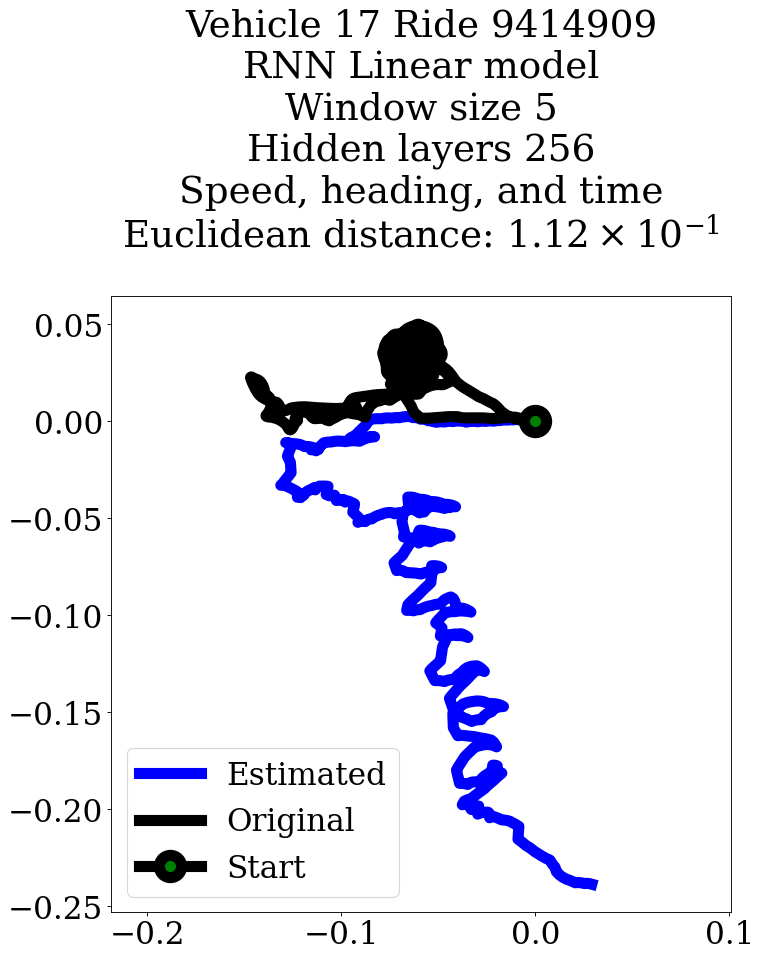 Vehicle 17 Ride 9414909
RNN Linear model
Window size 5
Hidden layers 256
Speed, heading, and time
Euclidean distance: 1.12 × 10⁻¹
0.05
0.00
−0.05
−0.10
−0.15
−0.20
−0.25
Estimated
Original
Start
−0.2
−0.1
0.0
0.1